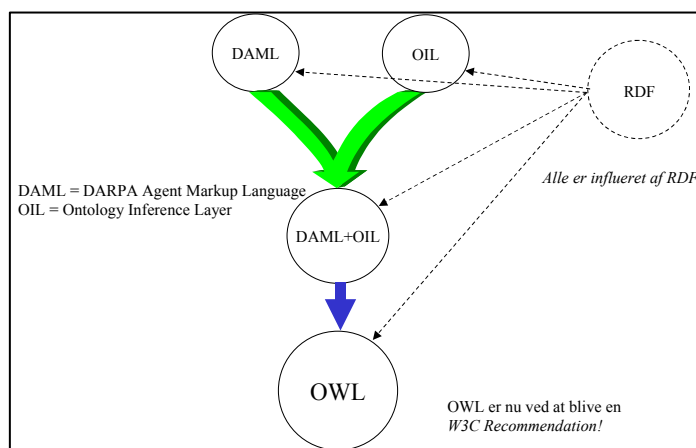 DAML
OIL
RDF
DAML = DARPA Agent Markup Language
OIL = Ontology Inference Layer
Alle er influeret af RDF
DAML+OIL
OWL
OWL er nu ved at blive en
W3C Recommendation!